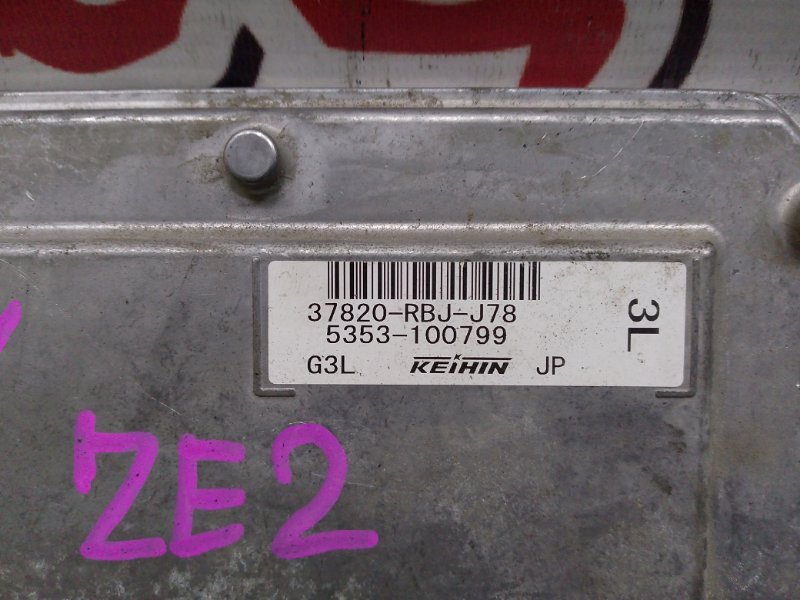 37820-RBJ-J78
5353-100799
G3L KEIHIN JP
3L
ZE2